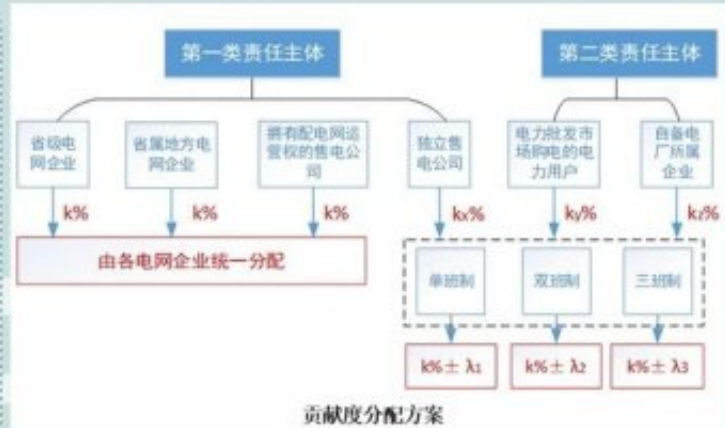 第一类责任主体
第二类责任主体
省级电
网企业
省属地方电
网企业
拥有配电网运
营权的售电公
司
独立售
电公司
电力批发市
场购电的电
力用户
自备电
厂所属
企业
k%
k%
k%
kx%
ky%
kz%
由各电网企业统一分配
单班制
双班制
三班制
k%± λ1
k%± λ2
k%± λ3
贡献度分配方案